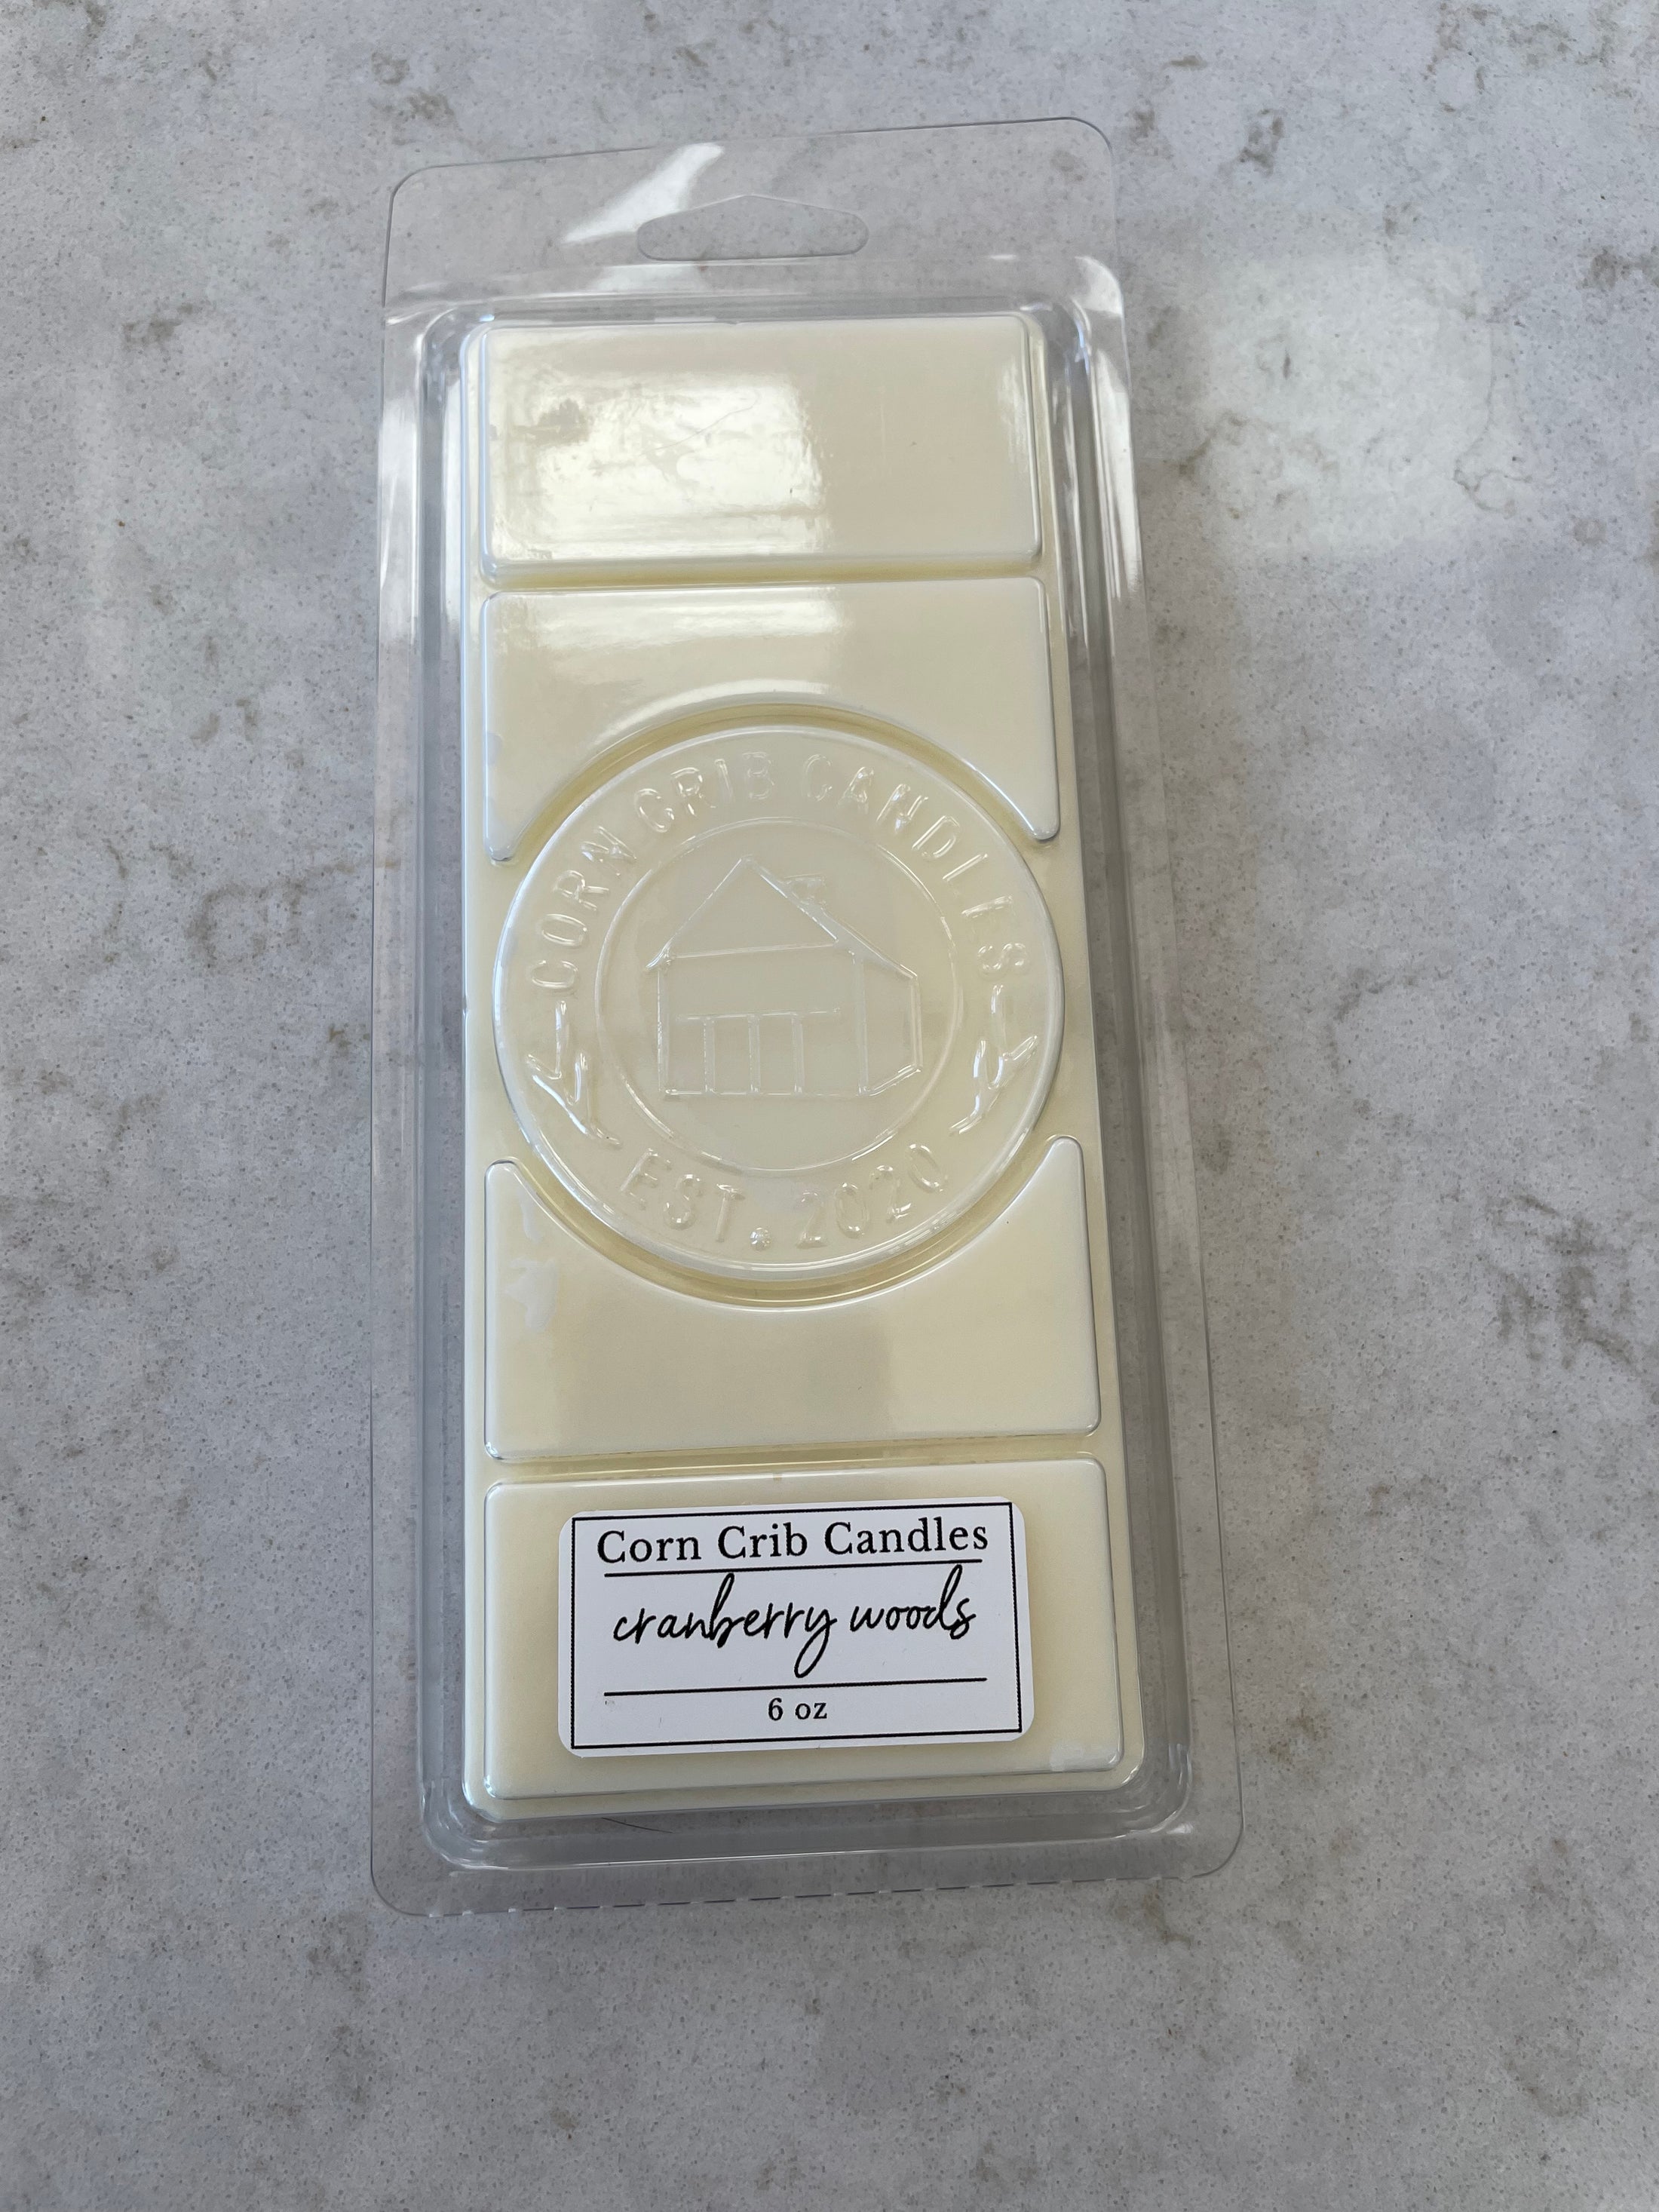 CORN CRIB CANDLES
EST. 2020
Corn Crib Candles
cranberry woods
6 oz